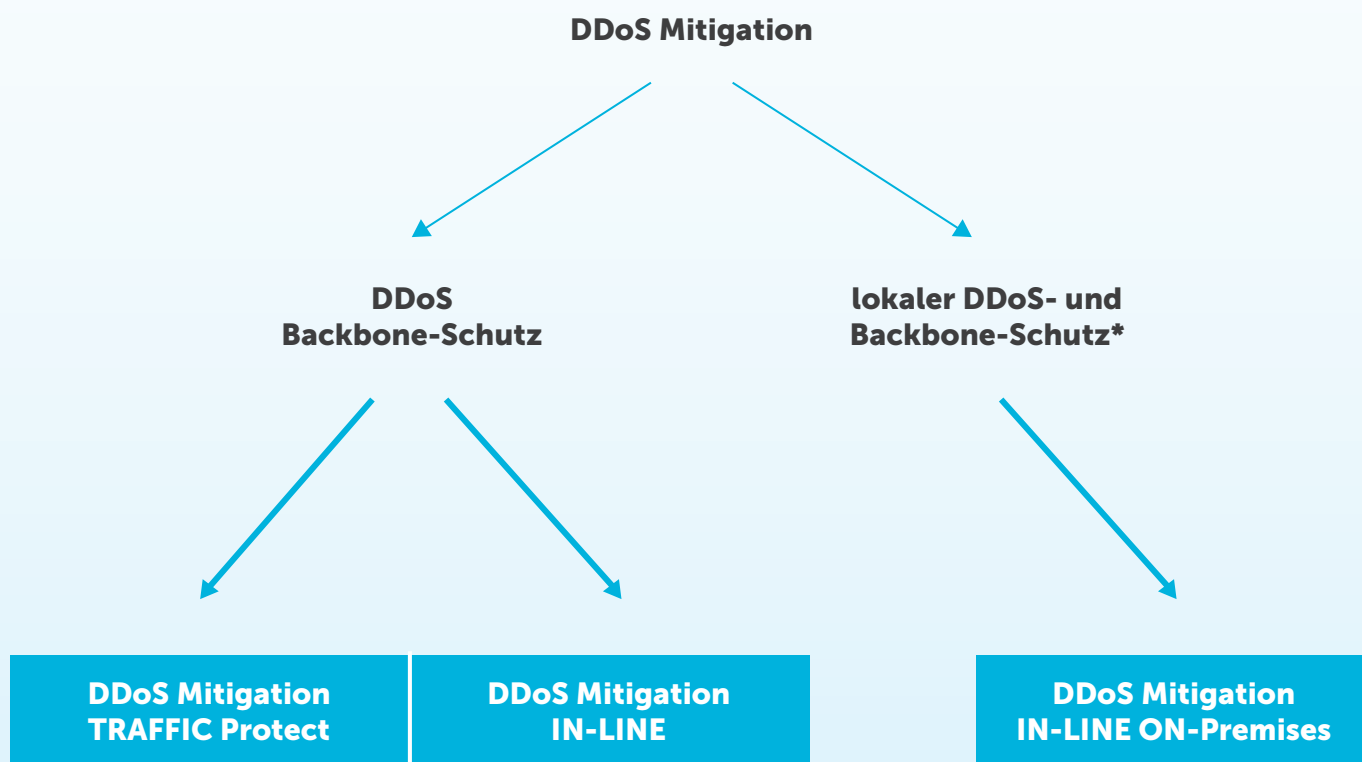 DDoS Mitigation
DDoS
Backbone-Schutz
lokaler DDoS- und
Backbone-Schutz*
DDoS Mitigation
TRAFFIC Protect
DDoS Mitigation
IN-LINE
DDoS Mitigation
IN-LINE ON-Premises